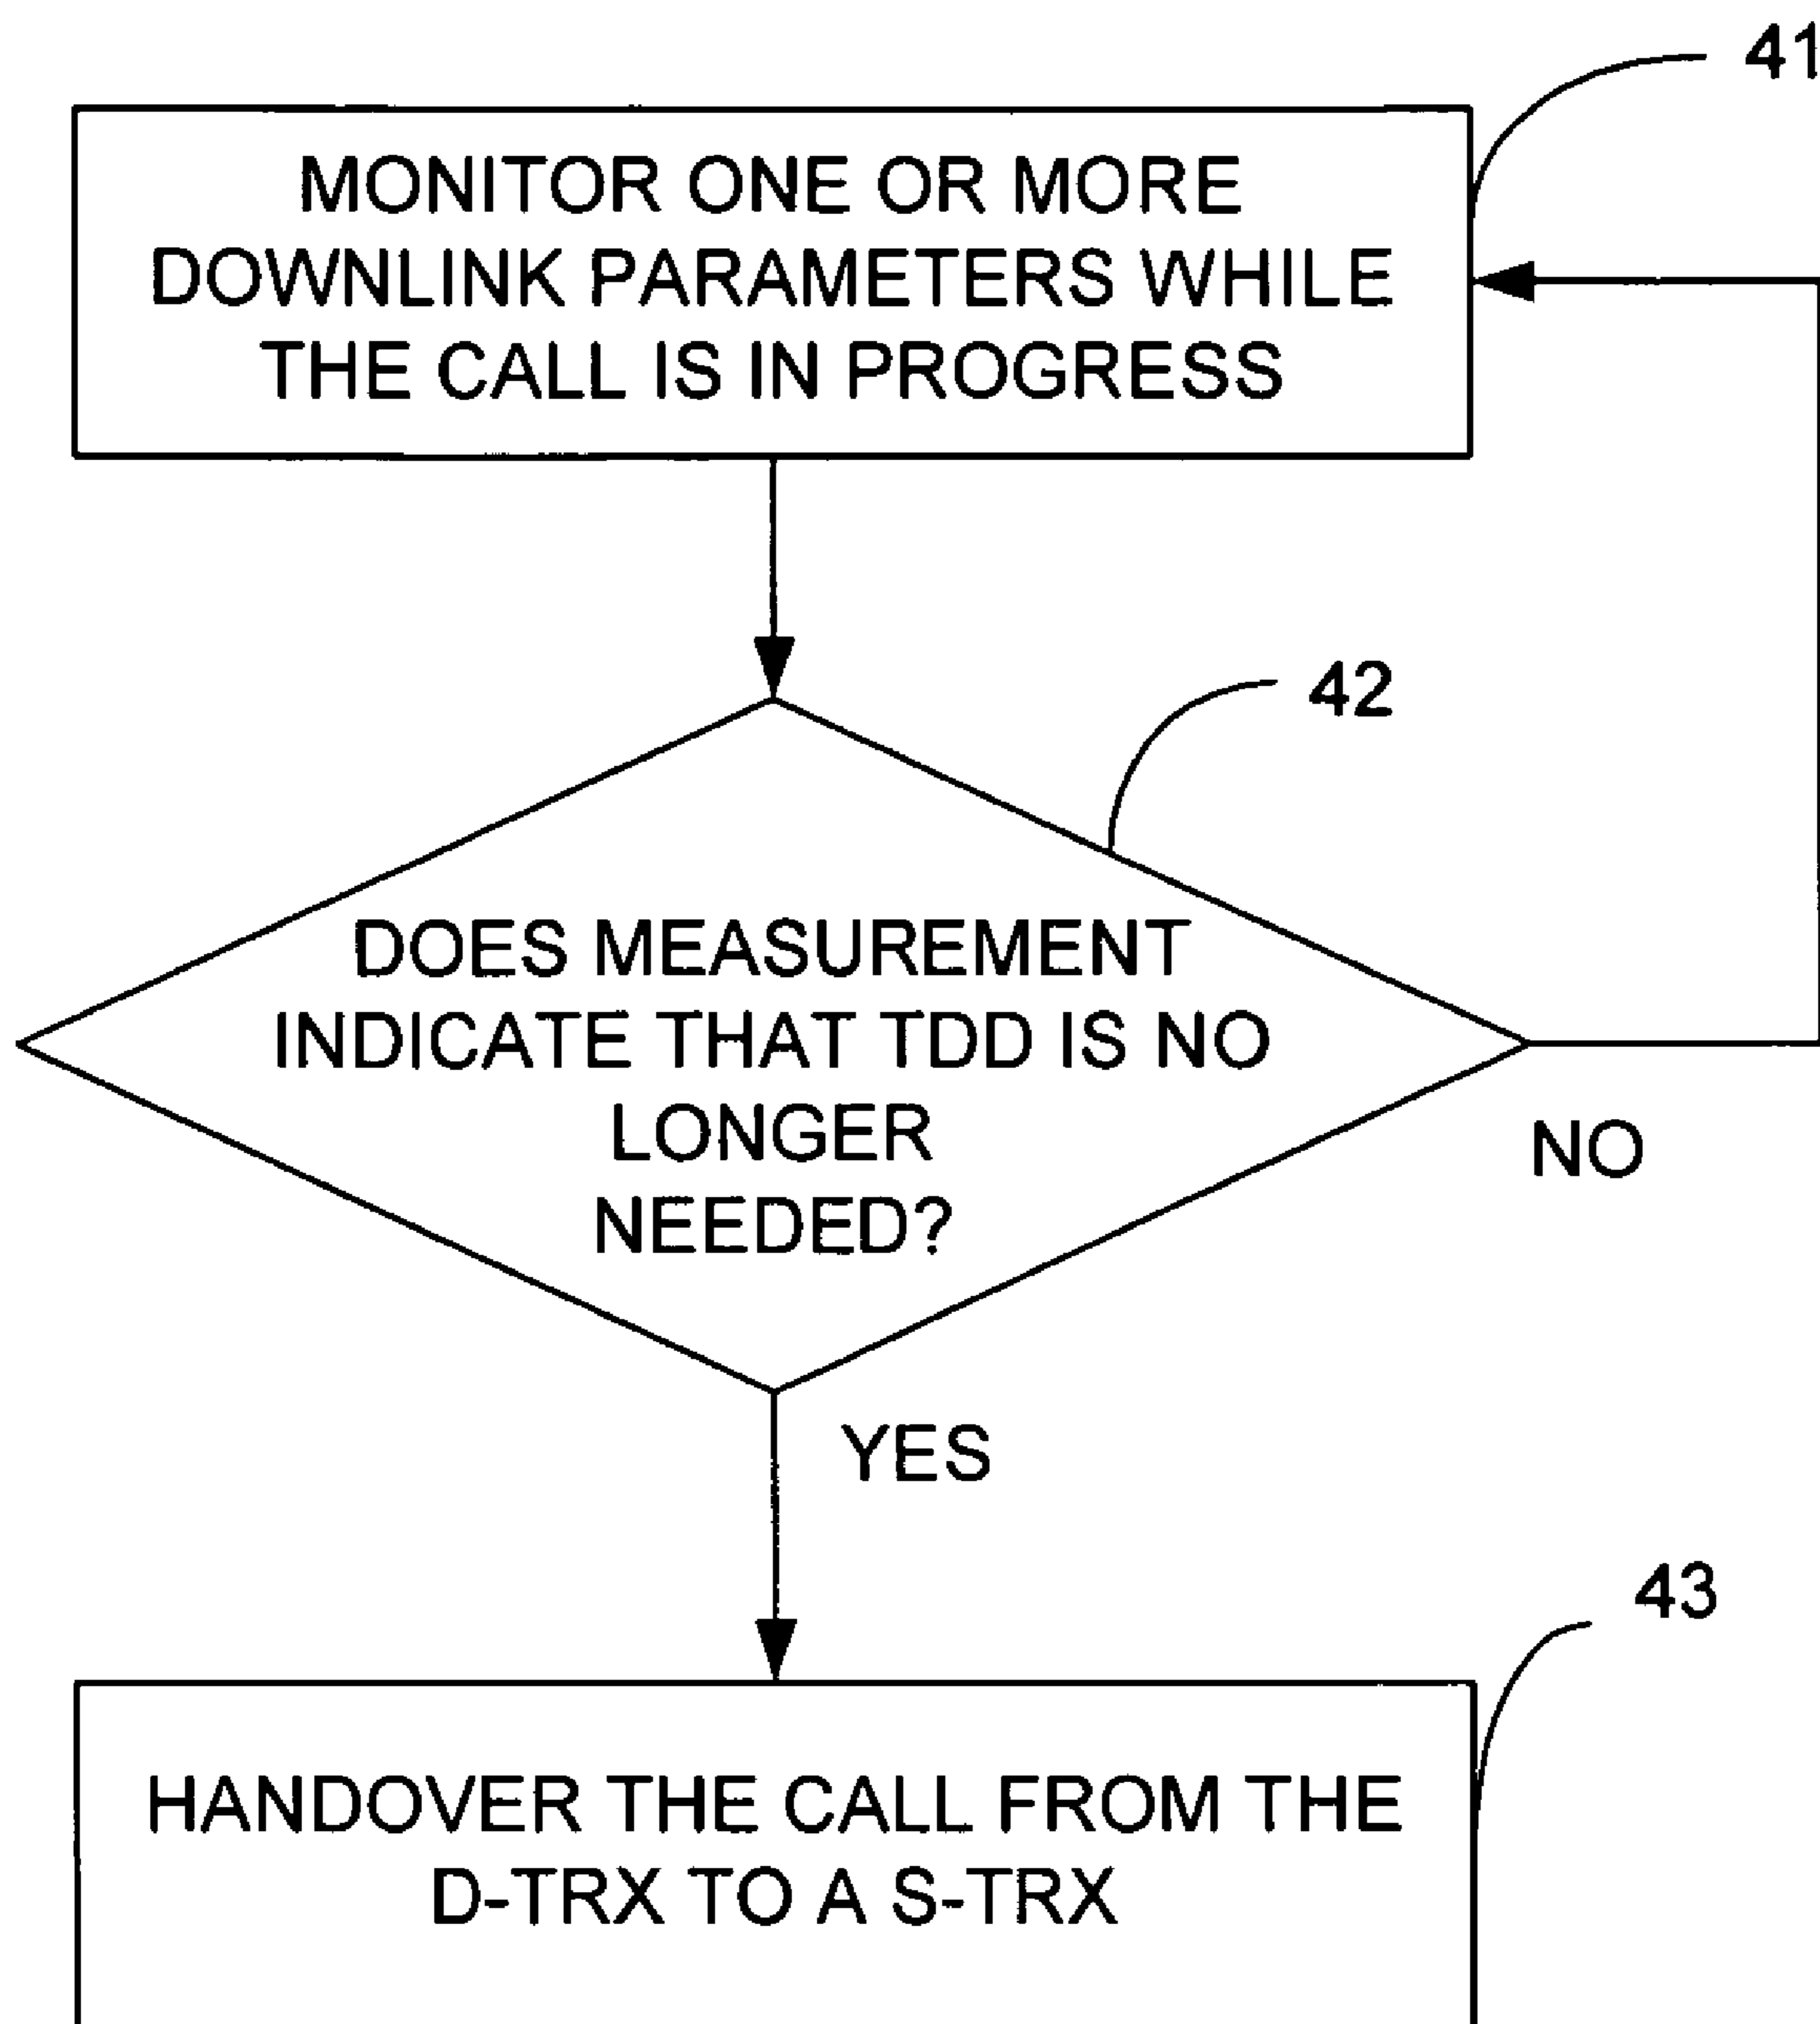 41
MONITOR ONE OR MORE
DOWNLINK PARAMETERS WHILE
THE CALL IS IN PROGRESS
42
DOES MEASUREMENT
INDICATE THAT TDD IS NO
LONGER
NEEDED?
NO
YES
43
HANDOVER THE CALL FROM THE
D-TRX TO A S-TRX